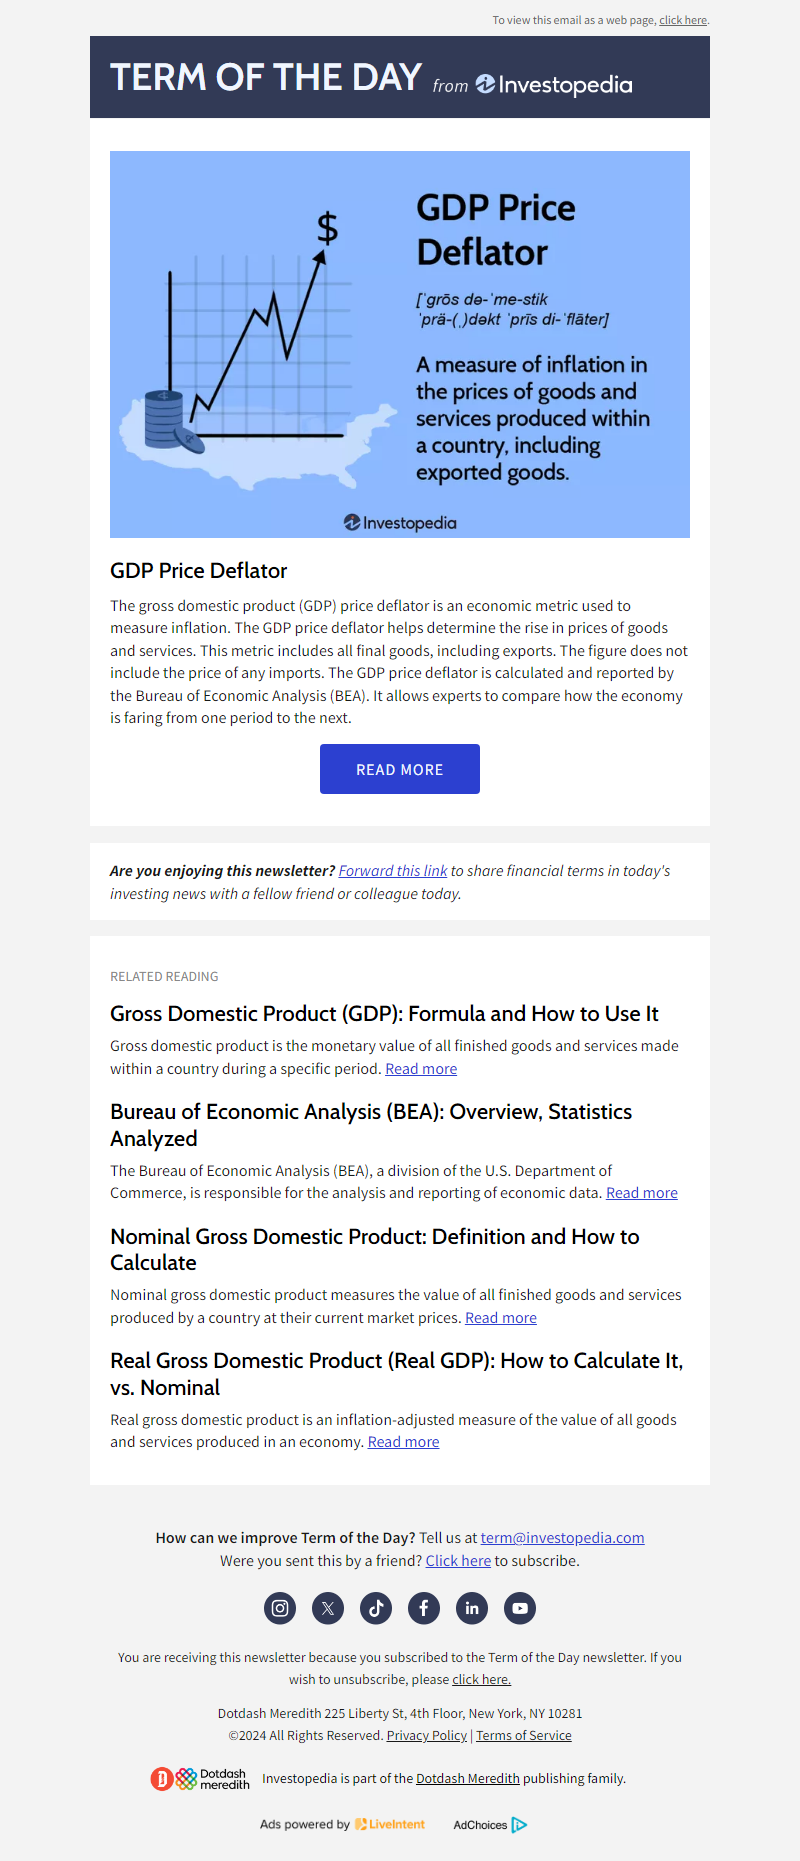 To view this email as a web page, click here.
TERM OF THE DAY from Investopedia
$
GDP Price
Deflator
[ˈgrōs də-ˈme-stik
ˈprä-(ˌ)dəkt ˈprīs di-ˈflāter]
A measure of inflation in
the prices of goods and
services produced within
a country, including
exported goods.
Investopedia
GDP Price Deflator
The gross domestic product (GDP) price deflator is an economic metric used to
measure inflation. The GDP price deflator helps determine the rise in prices of goods
and services. This metric includes all final goods, including exports. The figure does not
include the price of any imports. The GDP price deflator is calculated and reported by
the Bureau of Economic Analysis (BEA). It allows experts to compare how the economy
is faring from one period to the next.
READ MORE
Are you enjoying this newsletter? Forward this link to share financial terms in today's
investing news with a fellow friend or colleague today.
RELATED READING
Gross Domestic Product (GDP): Formula and How to Use It
Gross domestic product is the monetary value of all finished goods and services made
within a country during a specific period. Read more
Bureau of Economic Analysis (BEA): Overview, Statistics
Analyzed
The Bureau of Economic Analysis (BEA), a division of the U.S. Department of
Commerce, is responsible for the analysis and reporting of economic data. Read more
Nominal Gross Domestic Product: Definition and How to
Calculate
Nominal gross domestic product measures the value of all finished goods and services
produced by a country at their current market prices. Read more
Real Gross Domestic Product (Real GDP): How to Calculate It,
vs. Nominal
Real gross domestic product is an inflation-adjusted measure of the value of all goods
and services produced in an economy. Read more
How can we improve Term of the Day? Tell us at term@investopedia.com
Were you sent this by a friend? Click here to subscribe.
You are receiving this newsletter because you subscribed to the Term of the Day newsletter. If you
wish to unsubscribe, please click here.
Dotdash Meredith 225 Liberty St, 4th Floor, New York, NY 10281
©2024 All Rights Reserved. Privacy Policy | Terms of Service
Dotdash
meredith
Investopedia is part of the Dotdash Meredith publishing family.
Ads powered by LiveIntent
AdChoices